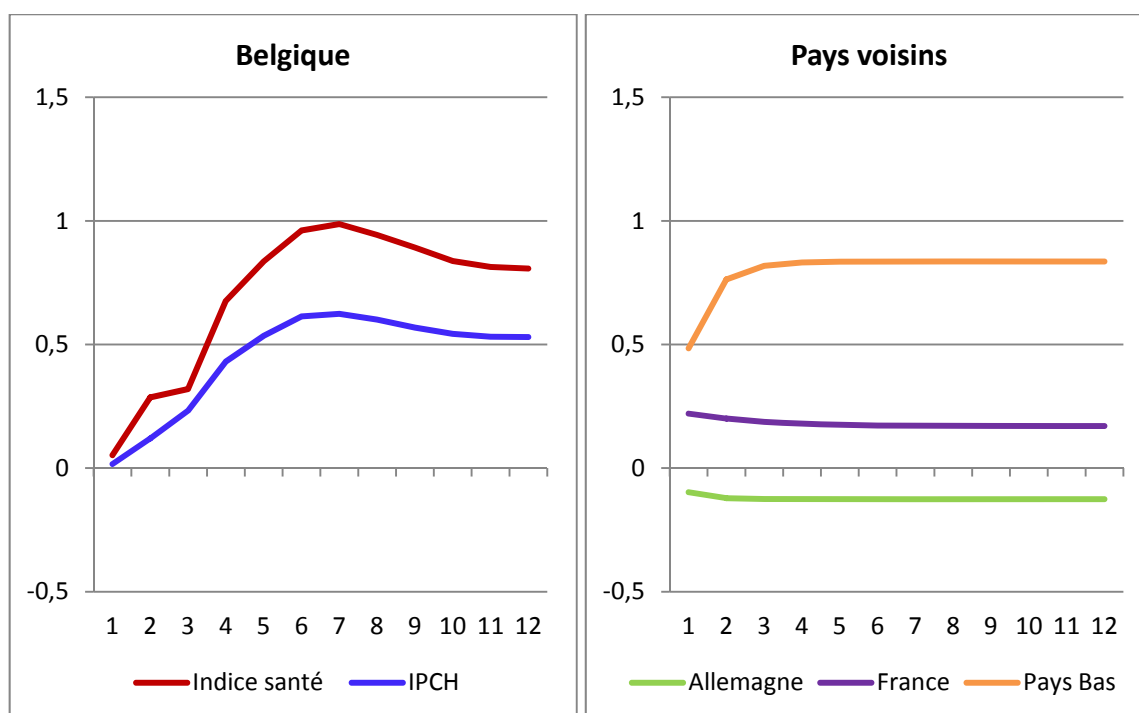 Belgique
1,5
1
0,5
0
-0,5
1 2 3 4 5 6 7 8 9 10 11 12
Indice santé IPCH
Pays voisins
1,5
1
0,5
0
-0,5
1 2 3 4 5 6 7 8 9 10 11 12
Allemagne France Pays Bas